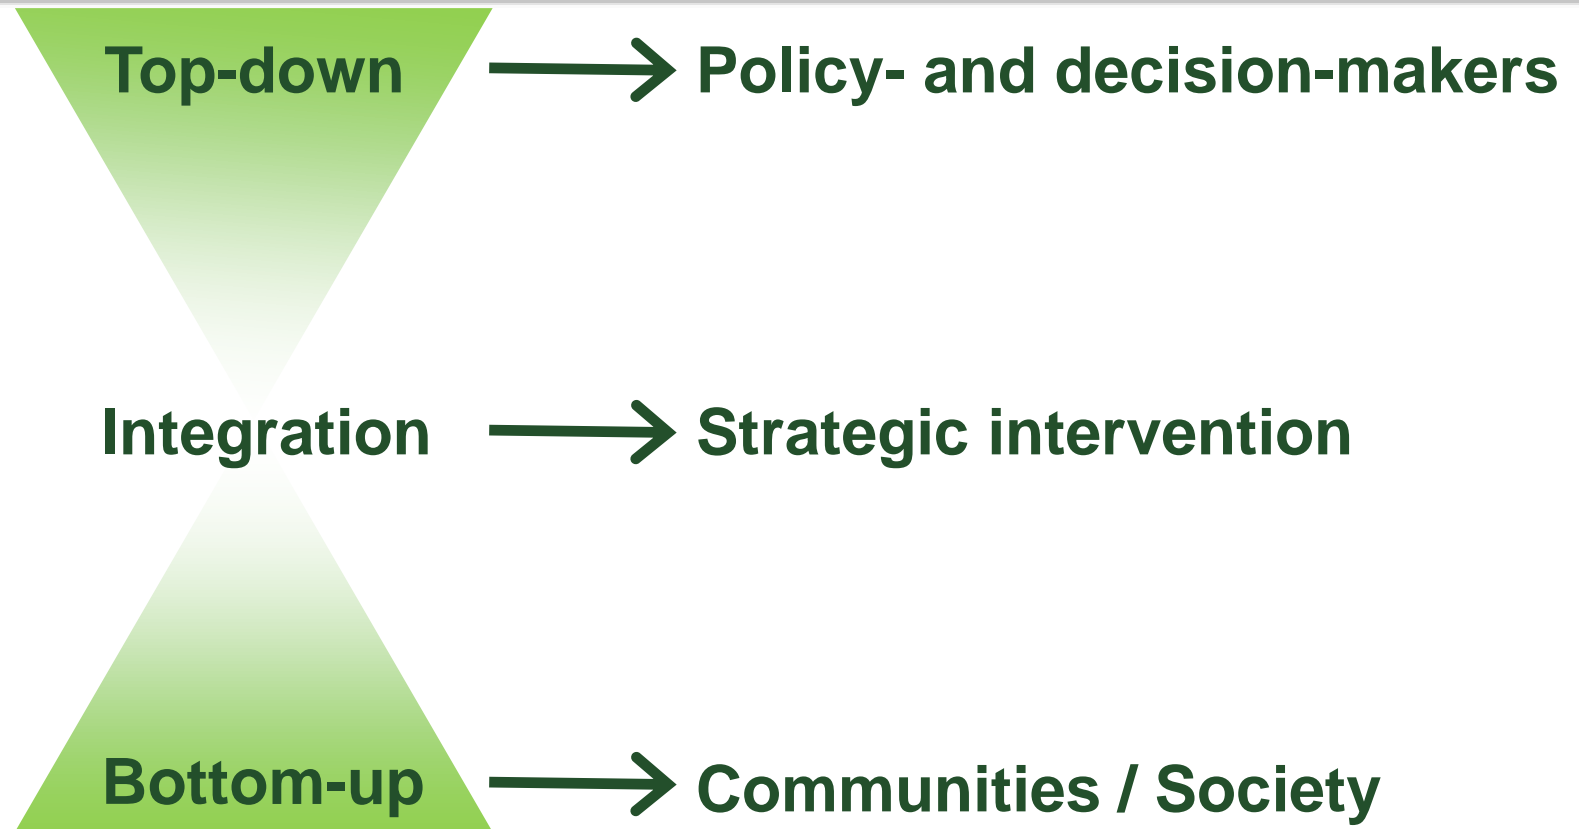 Top-down Policy- and decision-makers
Integration Strategic intervention
Bottom-up Communities / Society